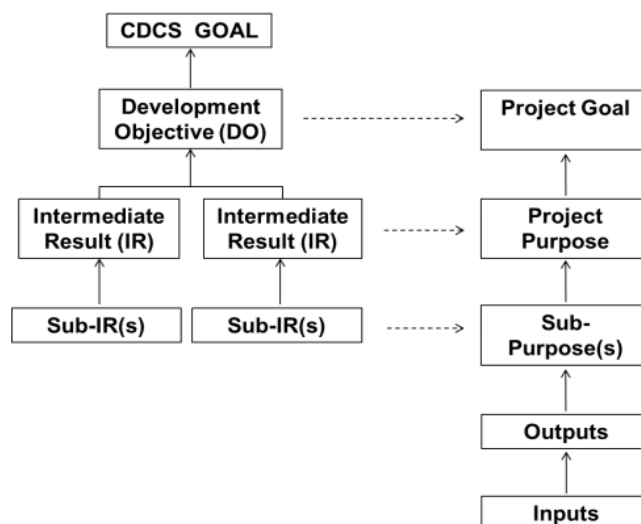 CDCS GOAL
Development
Objective (DO)
Project Goal
Intermediate
Result (IR)
Intermediate
Result (IR)
Project
Purpose
Sub-IR(s)
Sub-IR(s)
Sub-
Purpose(s)
Outputs
Inputs